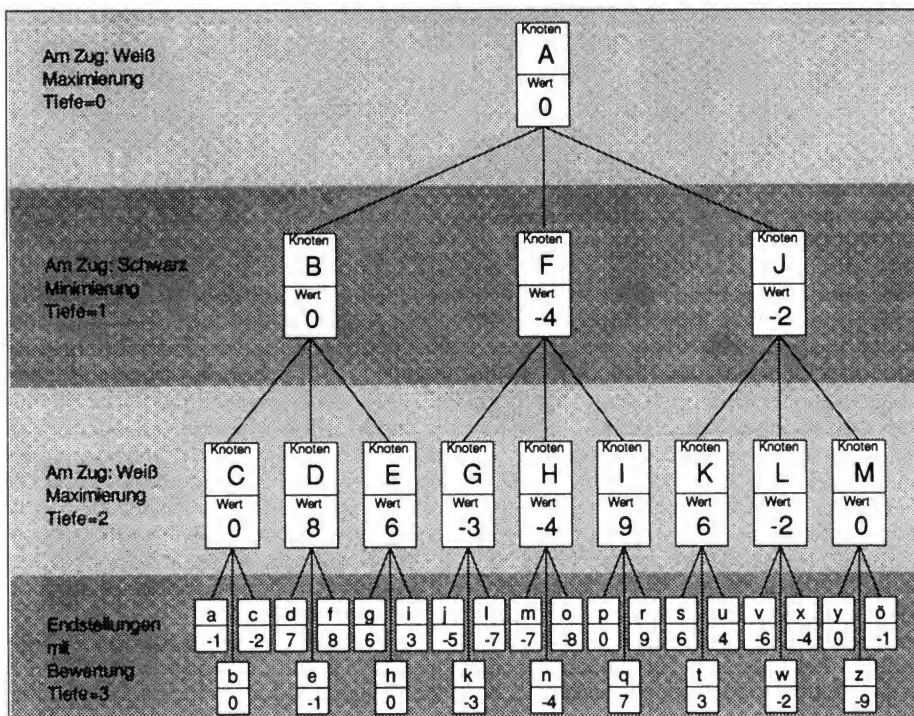 Am Zug: Weiß
Maximierung
Tiefe=0
Knoten
A
Wert
0
Am Zug: Schwarz
Minimierung
Tiefe=1
Knoten
B
Wert
0
Knoten
F
Wert
-4
Knoten
J
Wert
-2
Am Zug: Weiß
Maximierung
Tiefe=2
Knoten
C
Wert
0
Knoten
D
Wert
8
Knoten
E
Wert
6
Knoten
G
Wert
-3
Knoten
H
Wert
-4
Knoten
I
Wert
9
Knoten
K
Wert
6
Knoten
L
Wert
-2
Knoten
M
Wert
0
Endstellungen
mit
Bewertung
Tiefe=3
a c d f g i j l m o p r s u v x y ö
-1 -2 7 8 6 3 -5 -7 -7 -8 0 9 6 4 -6 -4 0 -1
b e h k n q t w z
0 -1 0 -3 -4 7 3 -2 -9